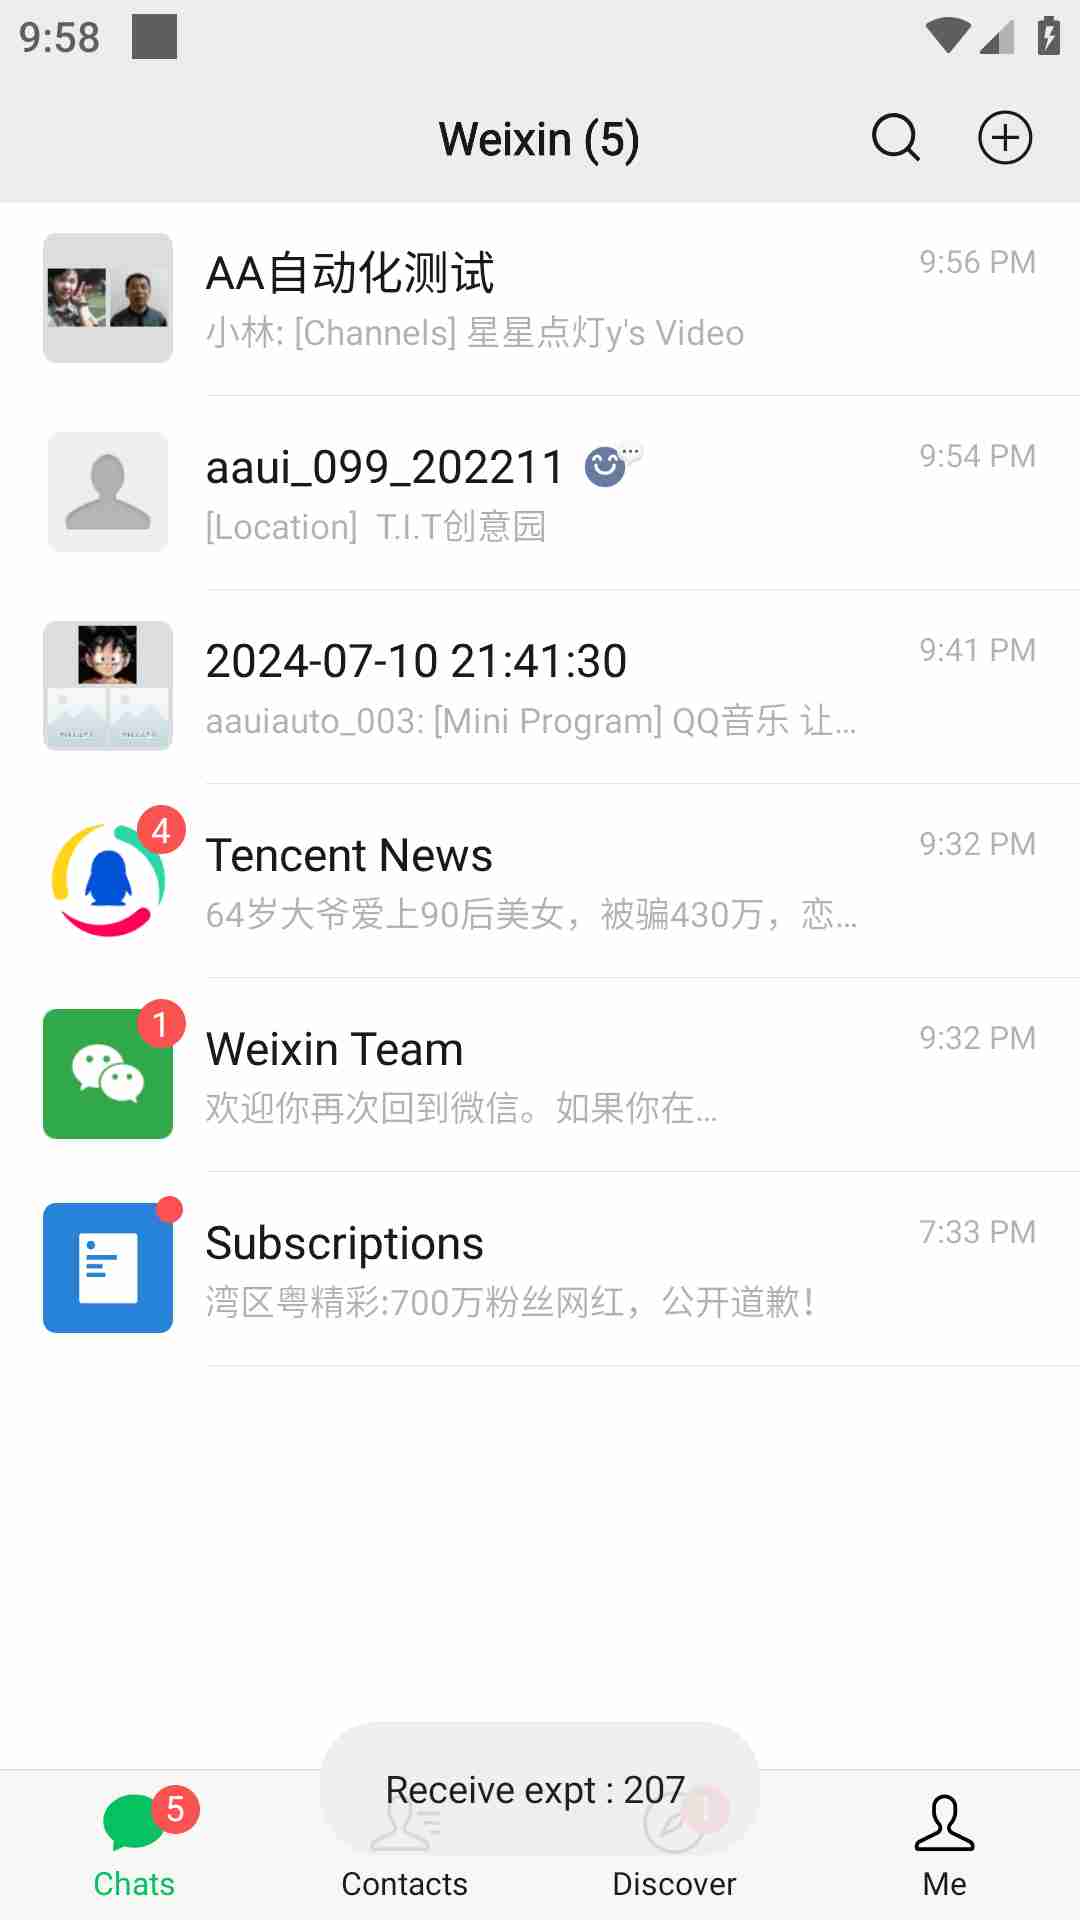 9:58
Weixin (5)
AA自动化测试
9:56 PM
小林: [Channels] 星星点灯y's Video
aaui_099_202211
9:54 PM
[Location] T.I.T创意园
2024-07-10 21:41:30
9:41 PM
aauiauto_003: [Mini Program] QQ音乐 让...
4
Tencent News
9:32 PM
64岁大爷爱上90后美女，被骗430万，恋...
1
Weixin Team
9:32 PM
欢迎你再次回到微信。如果你在...
Subscriptions
7:33 PM
湾区粤精彩:700万粉丝网红，公开道歉！
Receive expt : 207
5
1
Chats
Contacts
Discover
Me